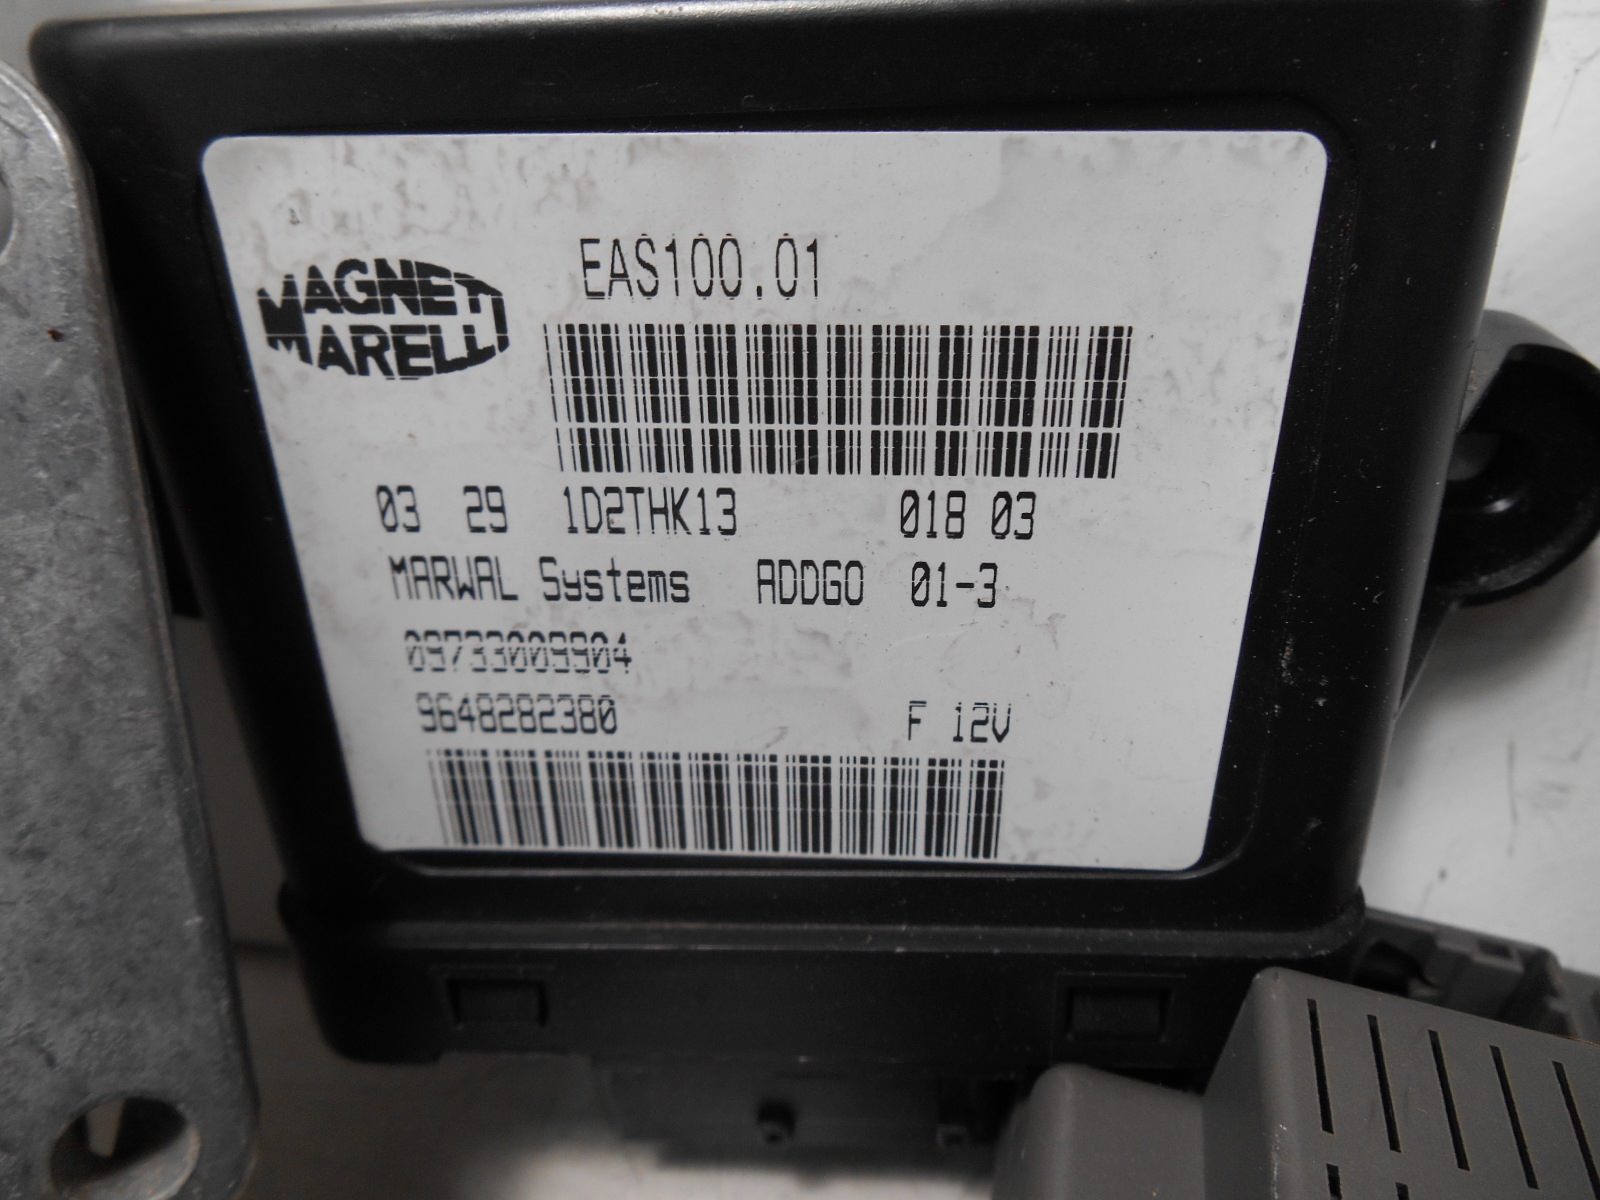 EAS100.01
MAGNETI
MARELLI
03 29 1D2THK13 018 03
MARWAL Systems ADDGO 01-3
09733009904
9648282380 F 12V